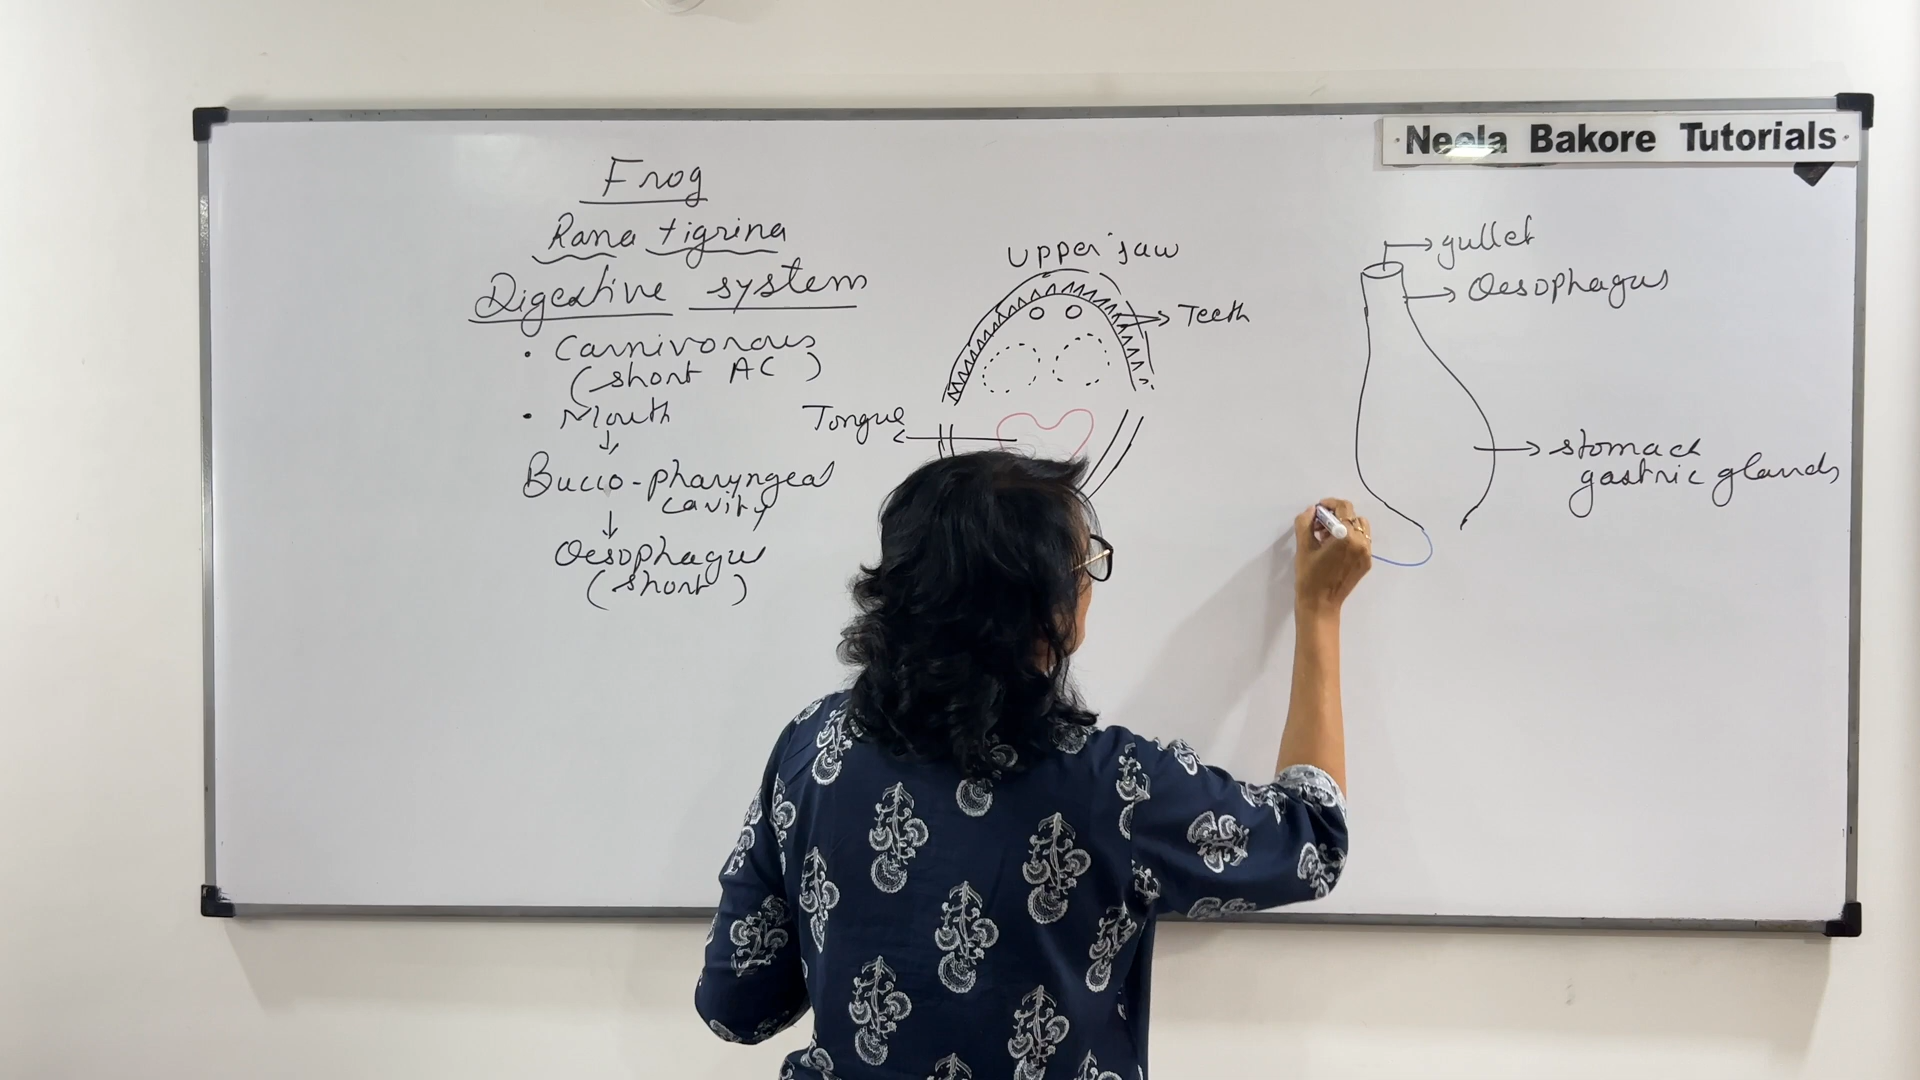 Neela Bakore Tutorials
Frog
Rana tigrina
Digestive system
• Carnivorous
(short AC)
• Mouth
↓
Bucco-pharyngeal
cavity
↓
Oesophagus
(short)
Upper jaw
Teeth
Tongue
gullet
Oesophagus
stomach
gastric glands